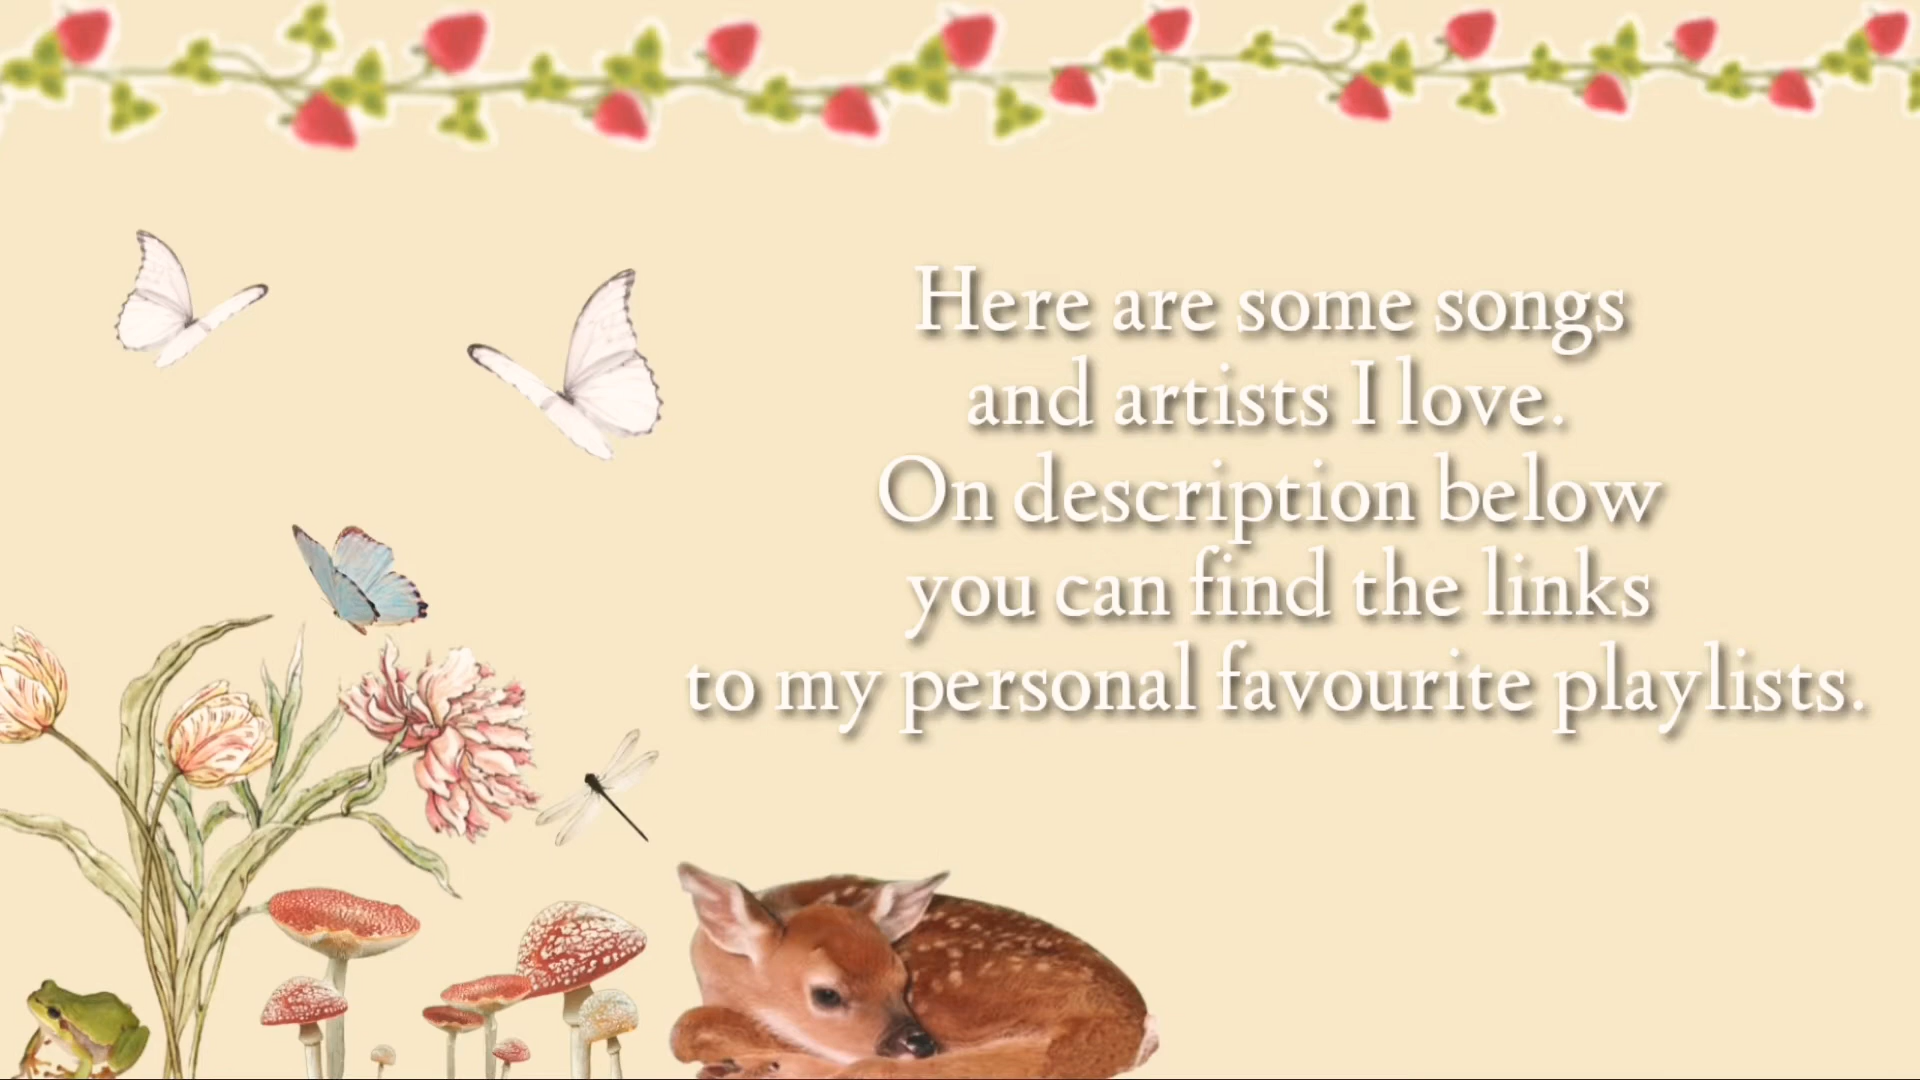 Here are some songs
and artists I love.
On description below
you can find the links
to my personal favourite playlists.